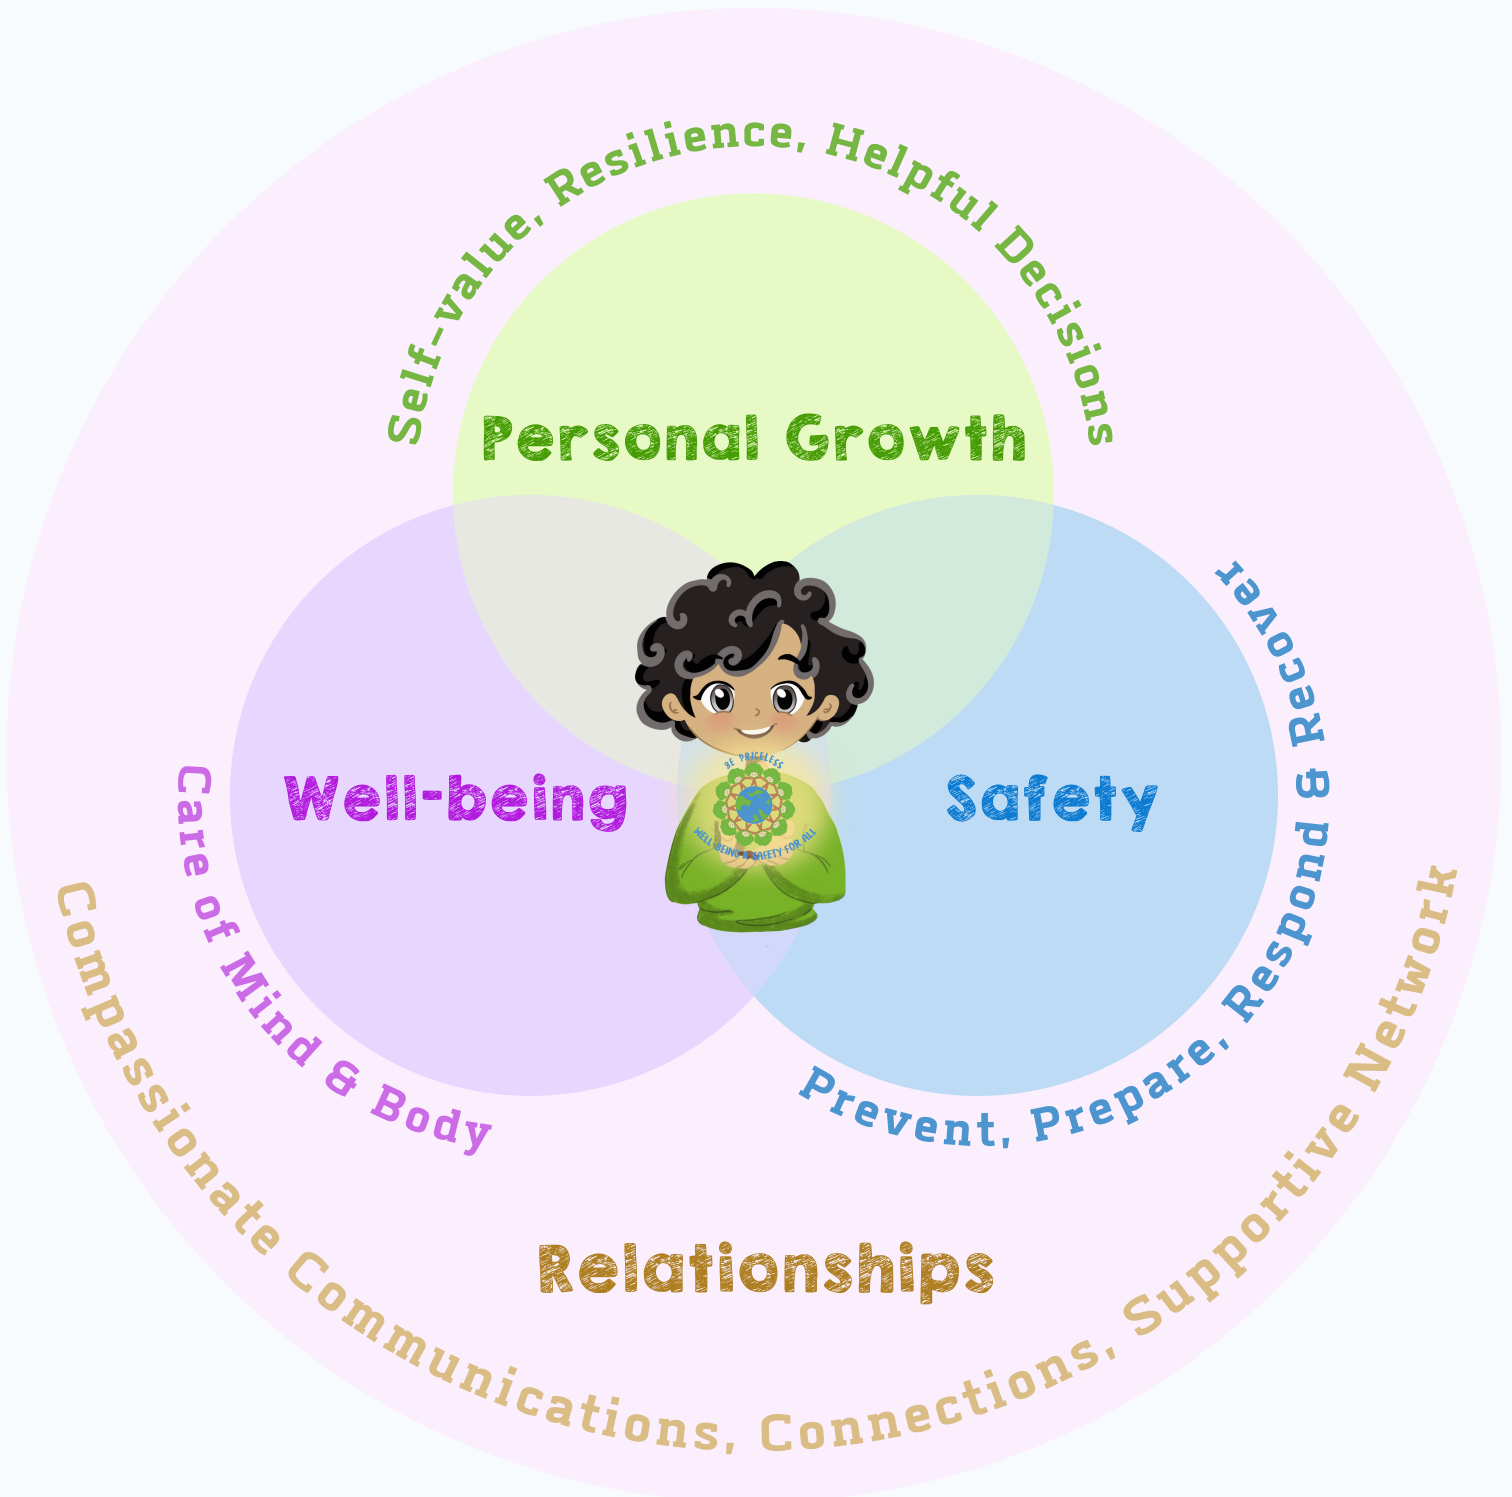 Self-value, Resilience, Helpful Decisions
Personal Growth
Well-being
Safety
Care of Mind & Body
Prevent, Prepare, Respond & Recover
BE PRICELESS
WELL-BEING & SAFETY FOR ALL
Relationships
Compassionate Communications, Connections, Supportive Network